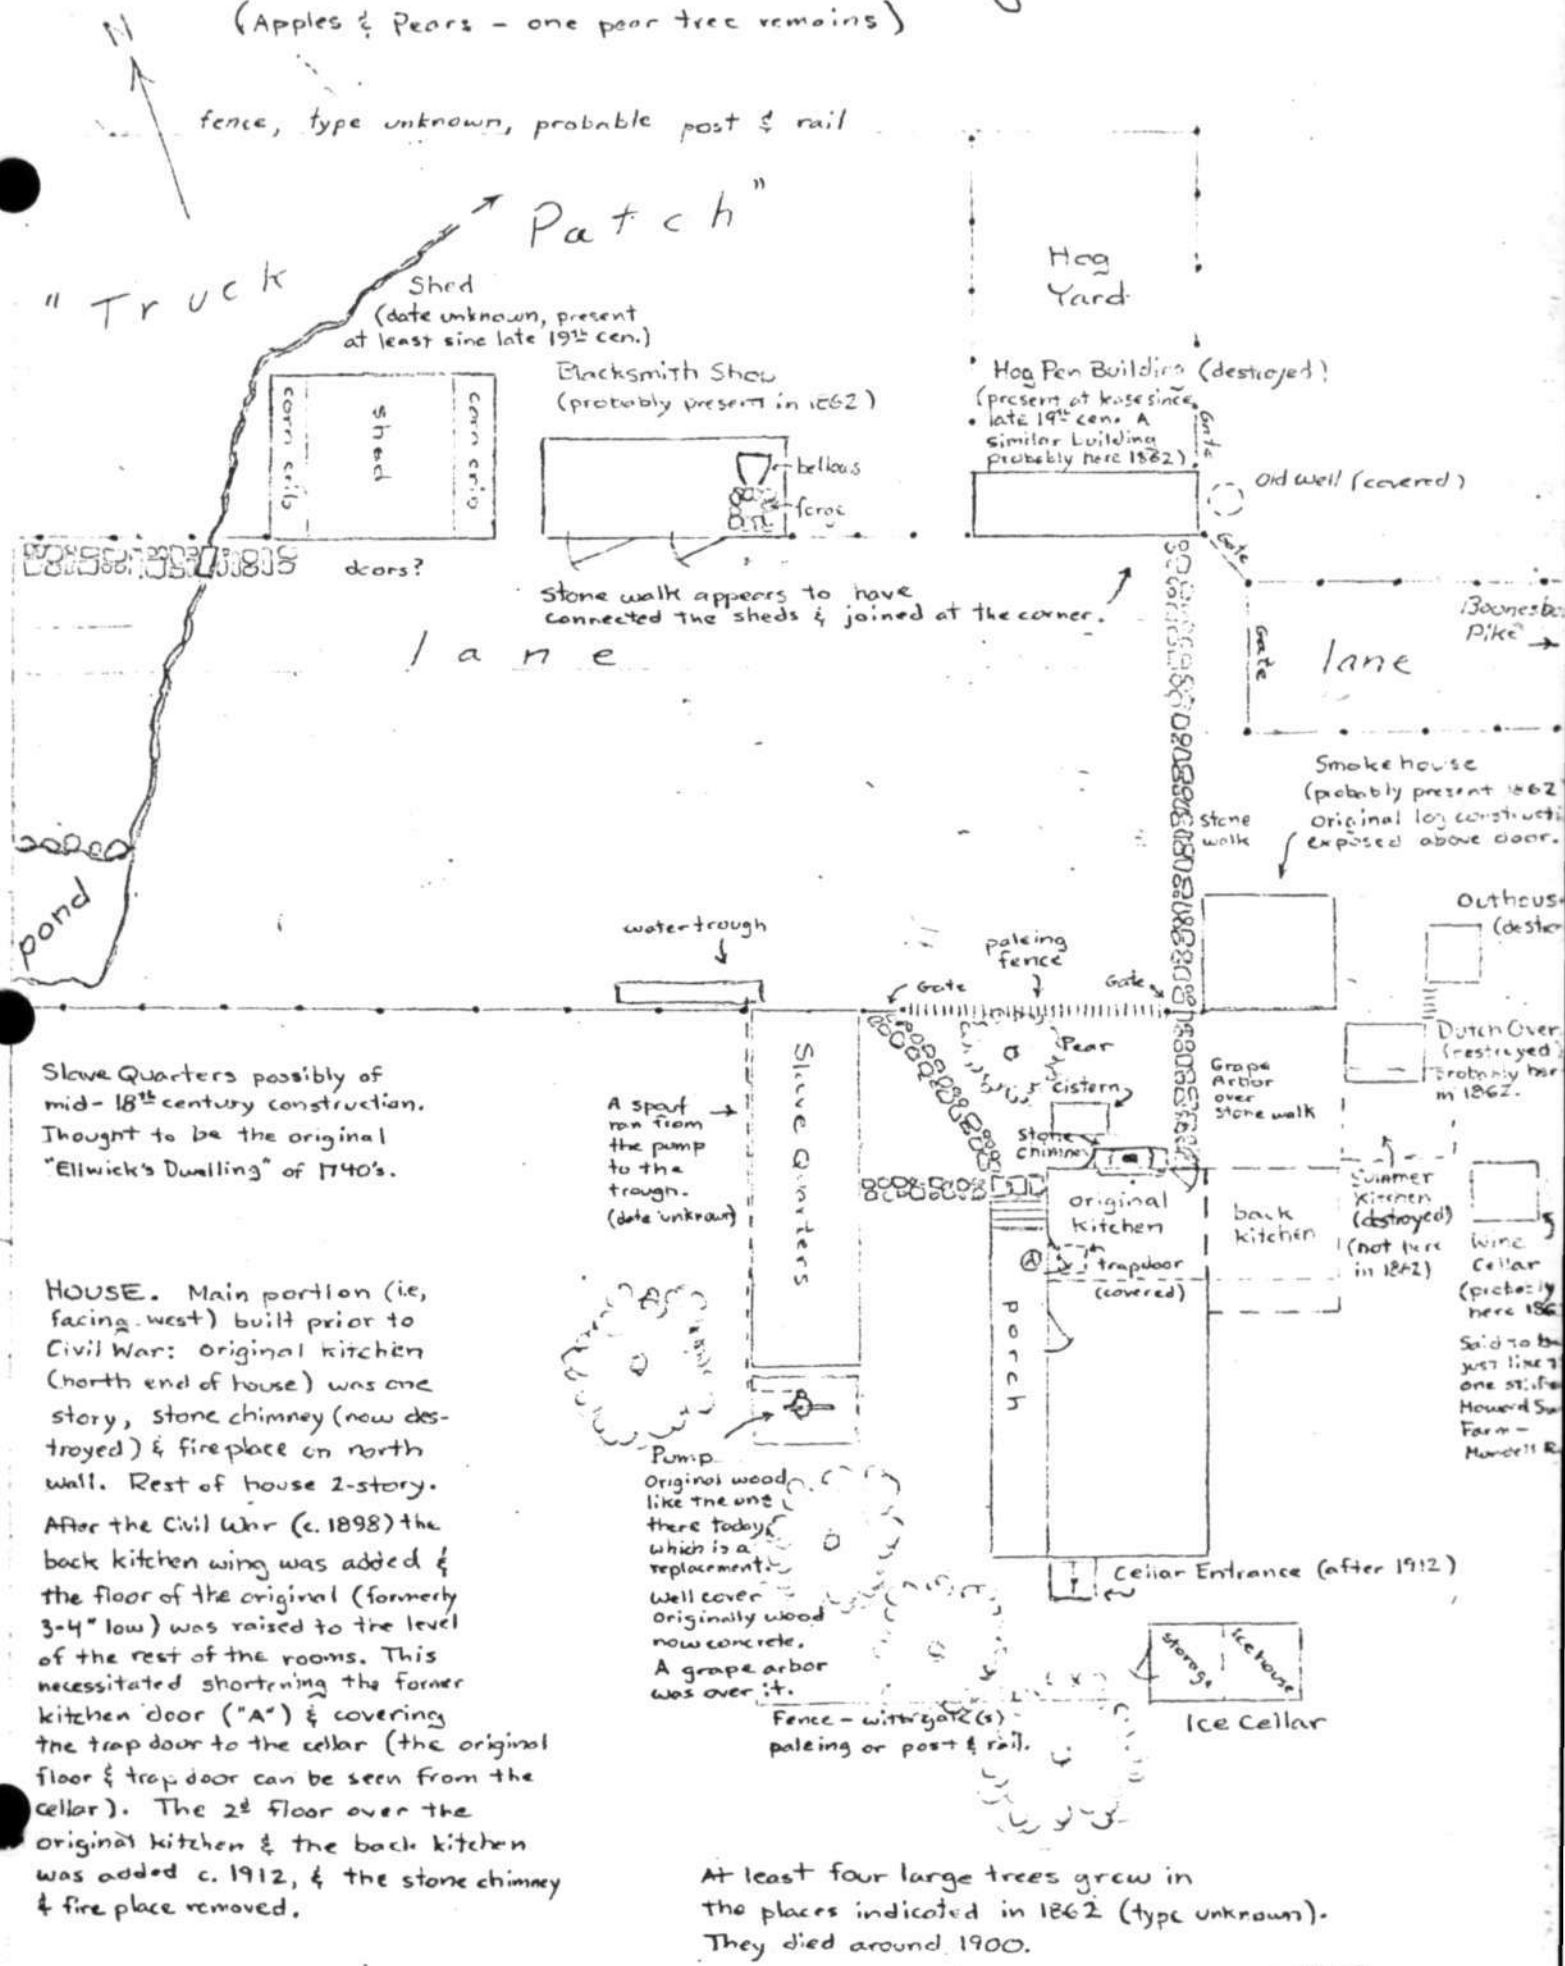 (Apples & Pears - one pear tree remains)
N
fence, type unknown, probable post & rail
"Truck Patch"
Hog
Yard
Shed
(date unknown, present
at least sine late 19th cen.)
Blacksmith Shop
(probably present in 1862)
Hog Pen Building (destroyed)
(present at lease since
late 19th cen. A
similar building
probably here 1862)
Gate
corn crib
shed
corn crib
bellows
forge
Old well (covered)
Gate
doors?
Stone walk appears to have
connected the sheds & joined at the corner.
Pike
lane
Gate
lane
Smokehouse
(probably present 1862
original log
exposed above door.
stone
walk
pond
water trough
paleing
fence
Gate
Gate
Slave Quarters possibly of
mid-18th century construction.
Thought to be the original
"Ellwick's Dwelling" of 1740's.
A spout
ran from
the pump
to the
trough.
(date unknown)
Slave Quarters
Pear
Cistern
Stone
chimney
Grape
Arbor
over
stone walk
Dutch Oven
in 1862.
original
kitchen
back
kitchen
Summer
Kitchen
(destroyed)
(not here
in 1862)
Wine
Cellar
(probably
here
A
trapdoor
(covered)
porch
Said to be
just like
one
Howard
Farm -
HOUSE. Main portion (i.e,
facing west) built prior to
Civil War: original kitchen
(north end of house) was one
story, stone chimney (now des-
troyed) & fireplace on north
wall. Rest of house 2-story.
After the Civil War (c. 1898) the
back kitchen wing was added &
the floor of the original (formerly
3-4" low) was raised to the level
of the rest of the rooms. This
necessitated shortening the former
kitchen door ("A") & covering
the trap door to the cellar (the original
floor & trap door can be seen from the
cellar). The 2d floor over the
original kitchen & the back kitchen
was added c. 1912, & the stone chimney
& fire place removed.
Pump
Original wood
like the one
there today
which is a
replacement.
Well cover
originally wood
now concrete.
A grape arbor
was over it.
Cellar Entrance (after 1912)
storage
Ice house
Ice Cellar
Fence - with gate(s)
paleing or post & rail.
At least four large trees grew in
the places indicated in 1862 (type unknown).
They died around 1900.